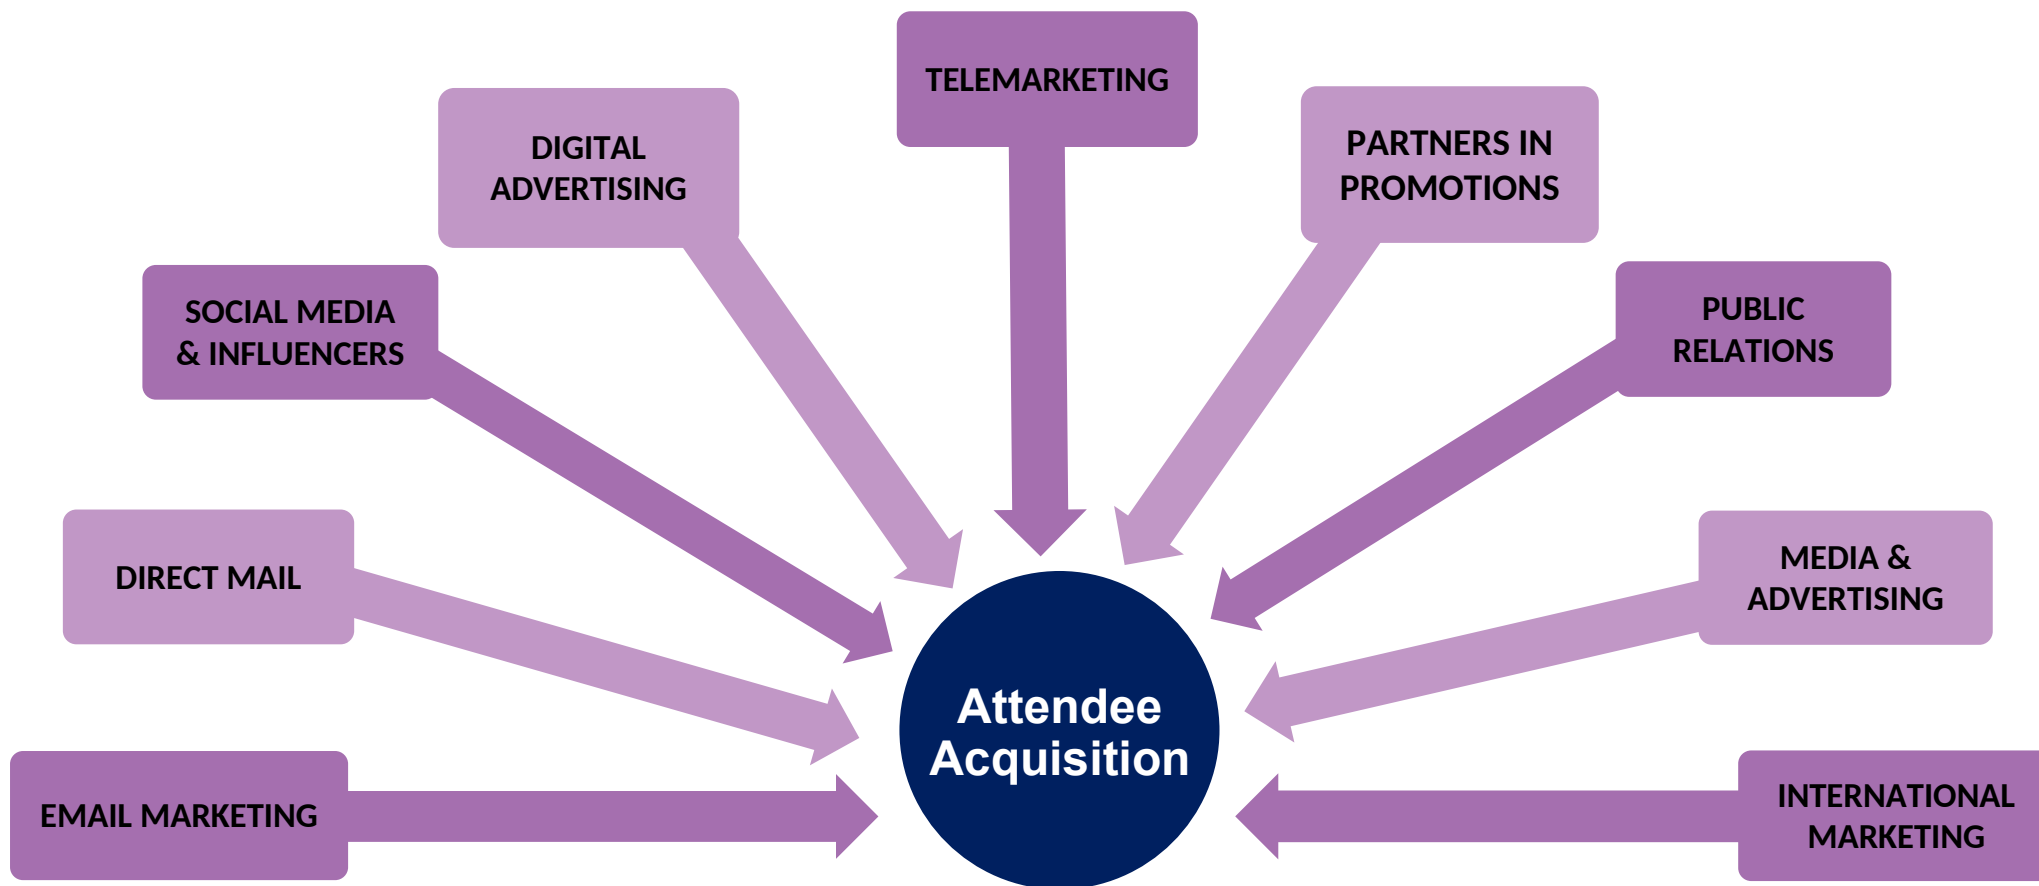 TELEMARKETING
DIGITAL
ADVERTISING
PARTNERS IN
PROMOTIONS
SOCIAL MEDIA
& INFLUENCERS
PUBLIC
RELATIONS
DIRECT MAIL
MEDIA &
ADVERTISING
Attendee
Acquisition
EMAIL MARKETING
INTERNATIONAL
MARKETING